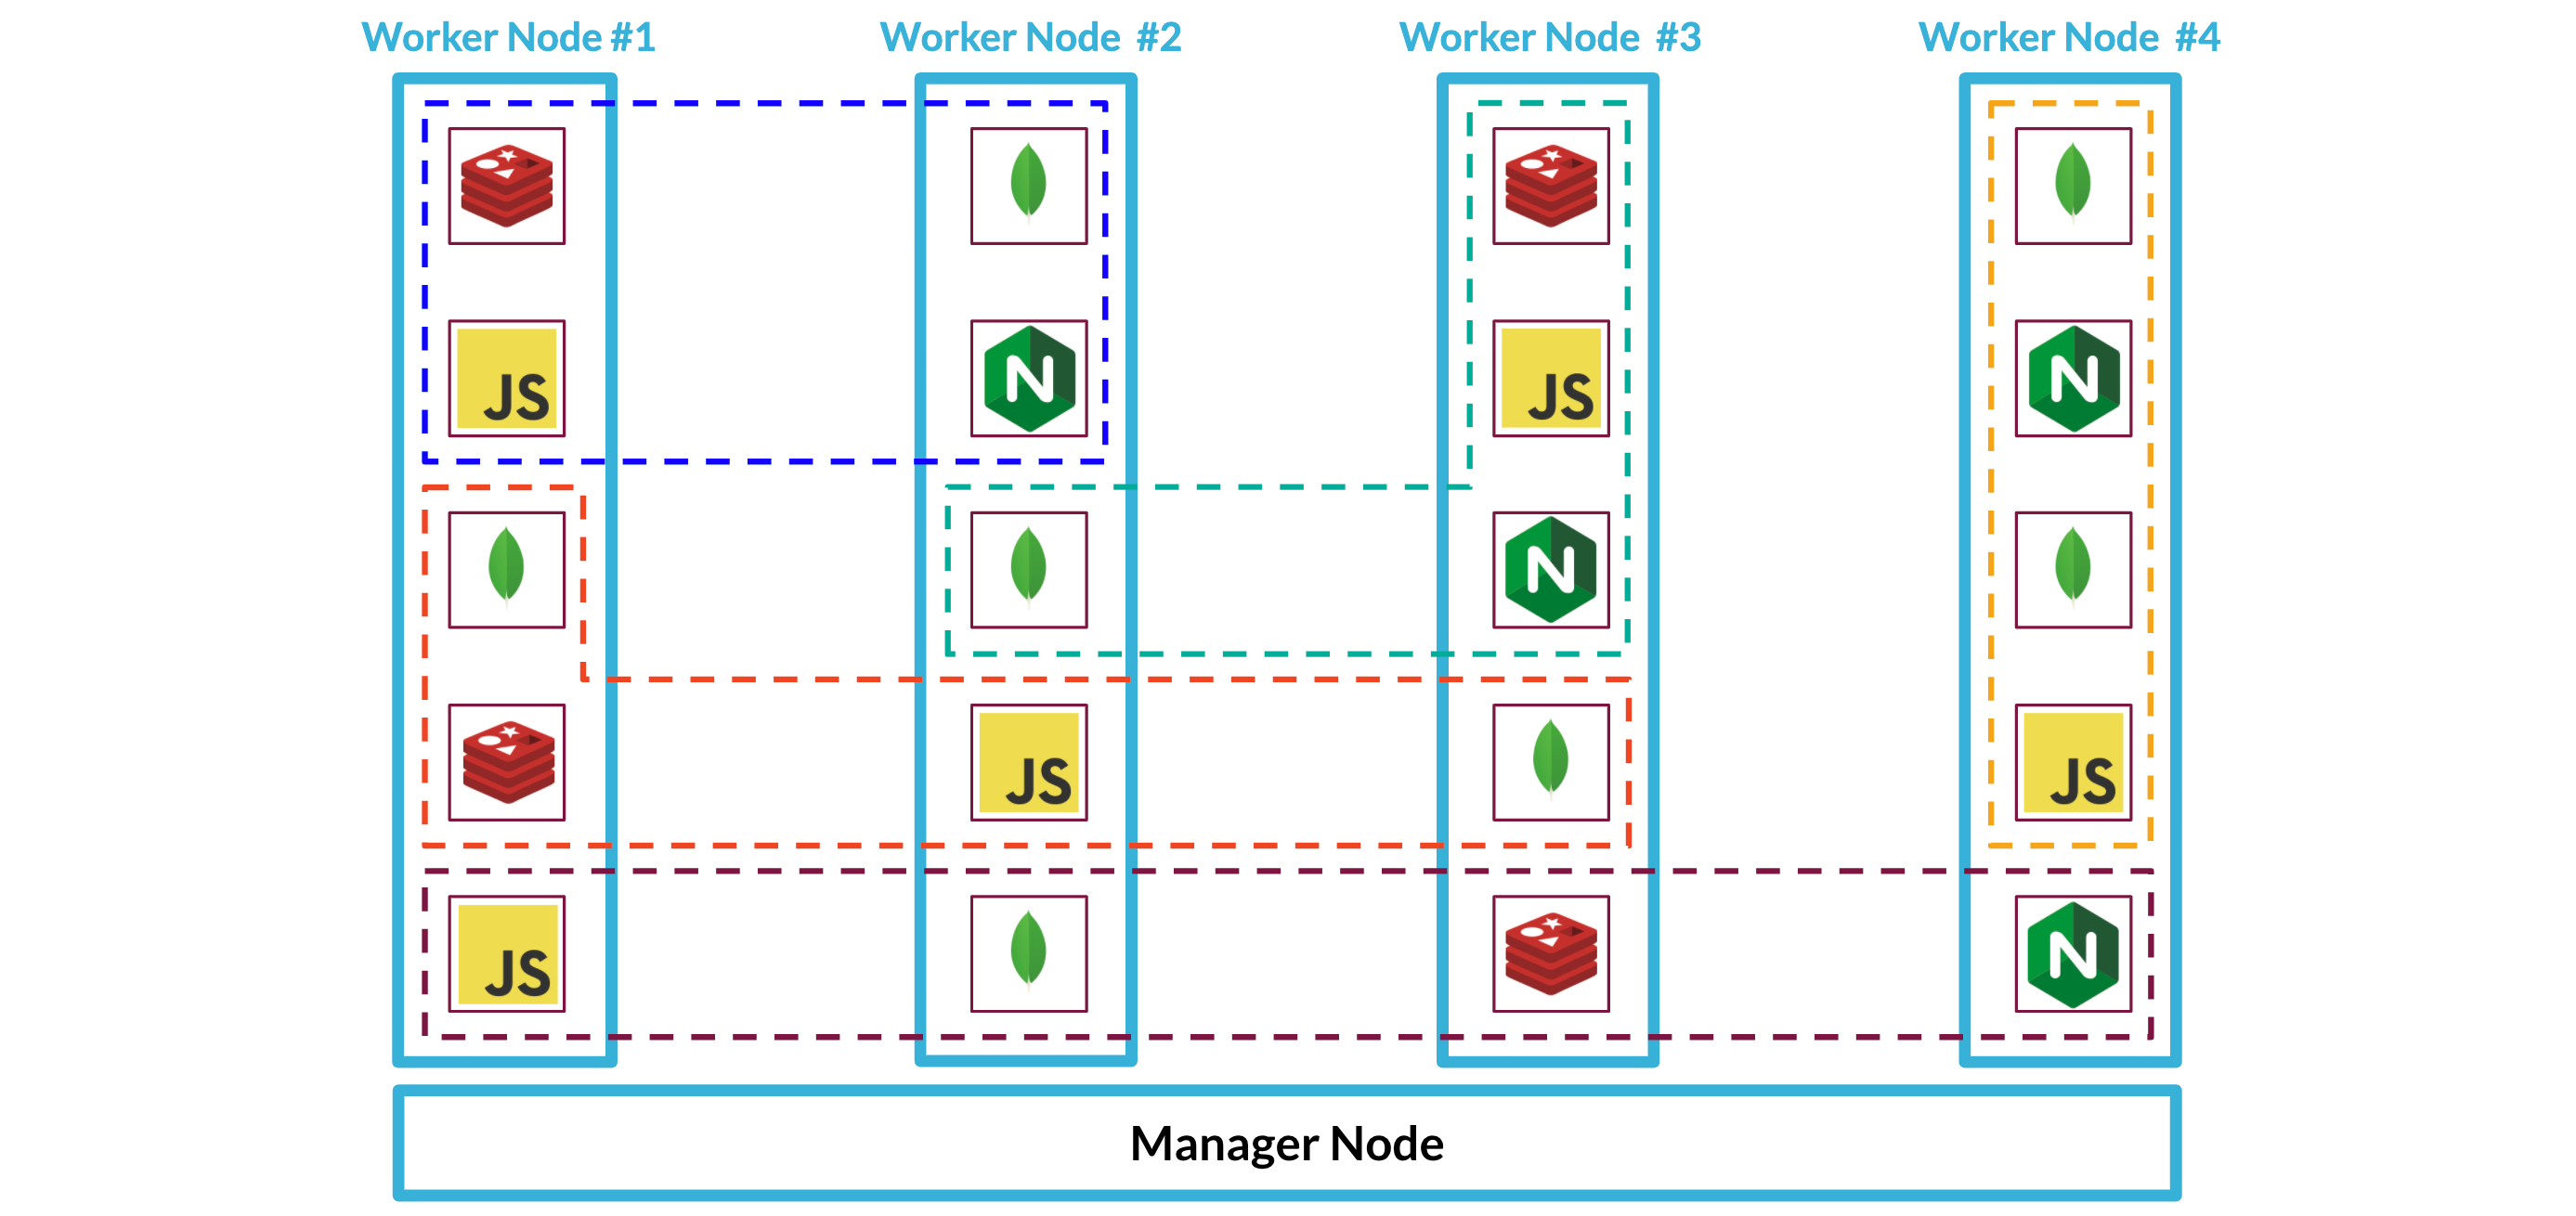 Worker Node #1
Worker Node #2
Worker Node #3
Worker Node #4
JS
N
JS
N
N
JS
JS
JS
N
Manager Node